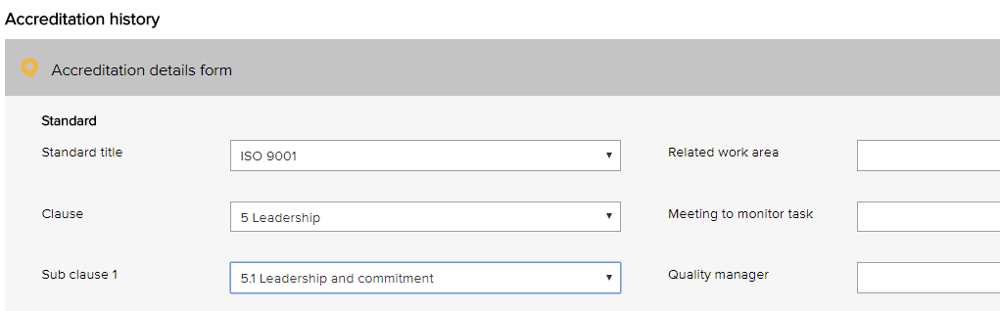 Accreditation history
Accreditation details form
Standard
Standard title
ISO 9001
Related work area
Clause
5 Leadership
Meeting to monitor task
Sub clause 1
5.1 Leadership and commitment
Quality manager